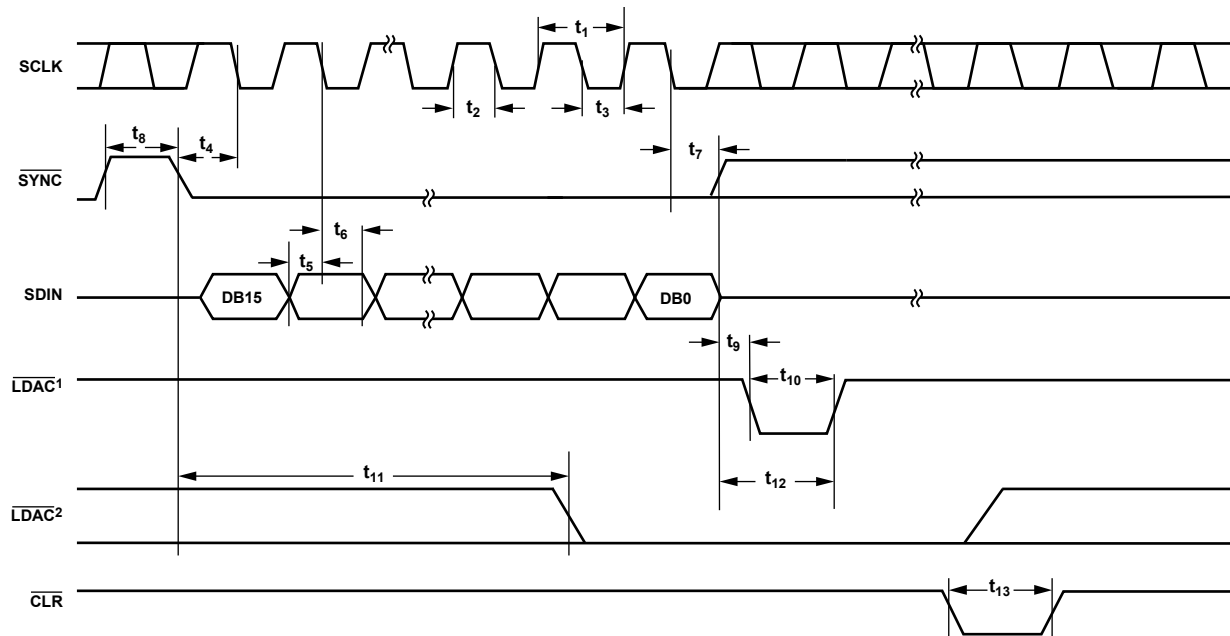 t₁
SCLK
t₂
t₃
t₈
t₄
t₇
SYNC
t₆
t₅
SDIN
DB15
DB0
t₉
LDAC¹
t₁₀
t₁₁
t₁₂
LDAC²
t₁₃
CLR